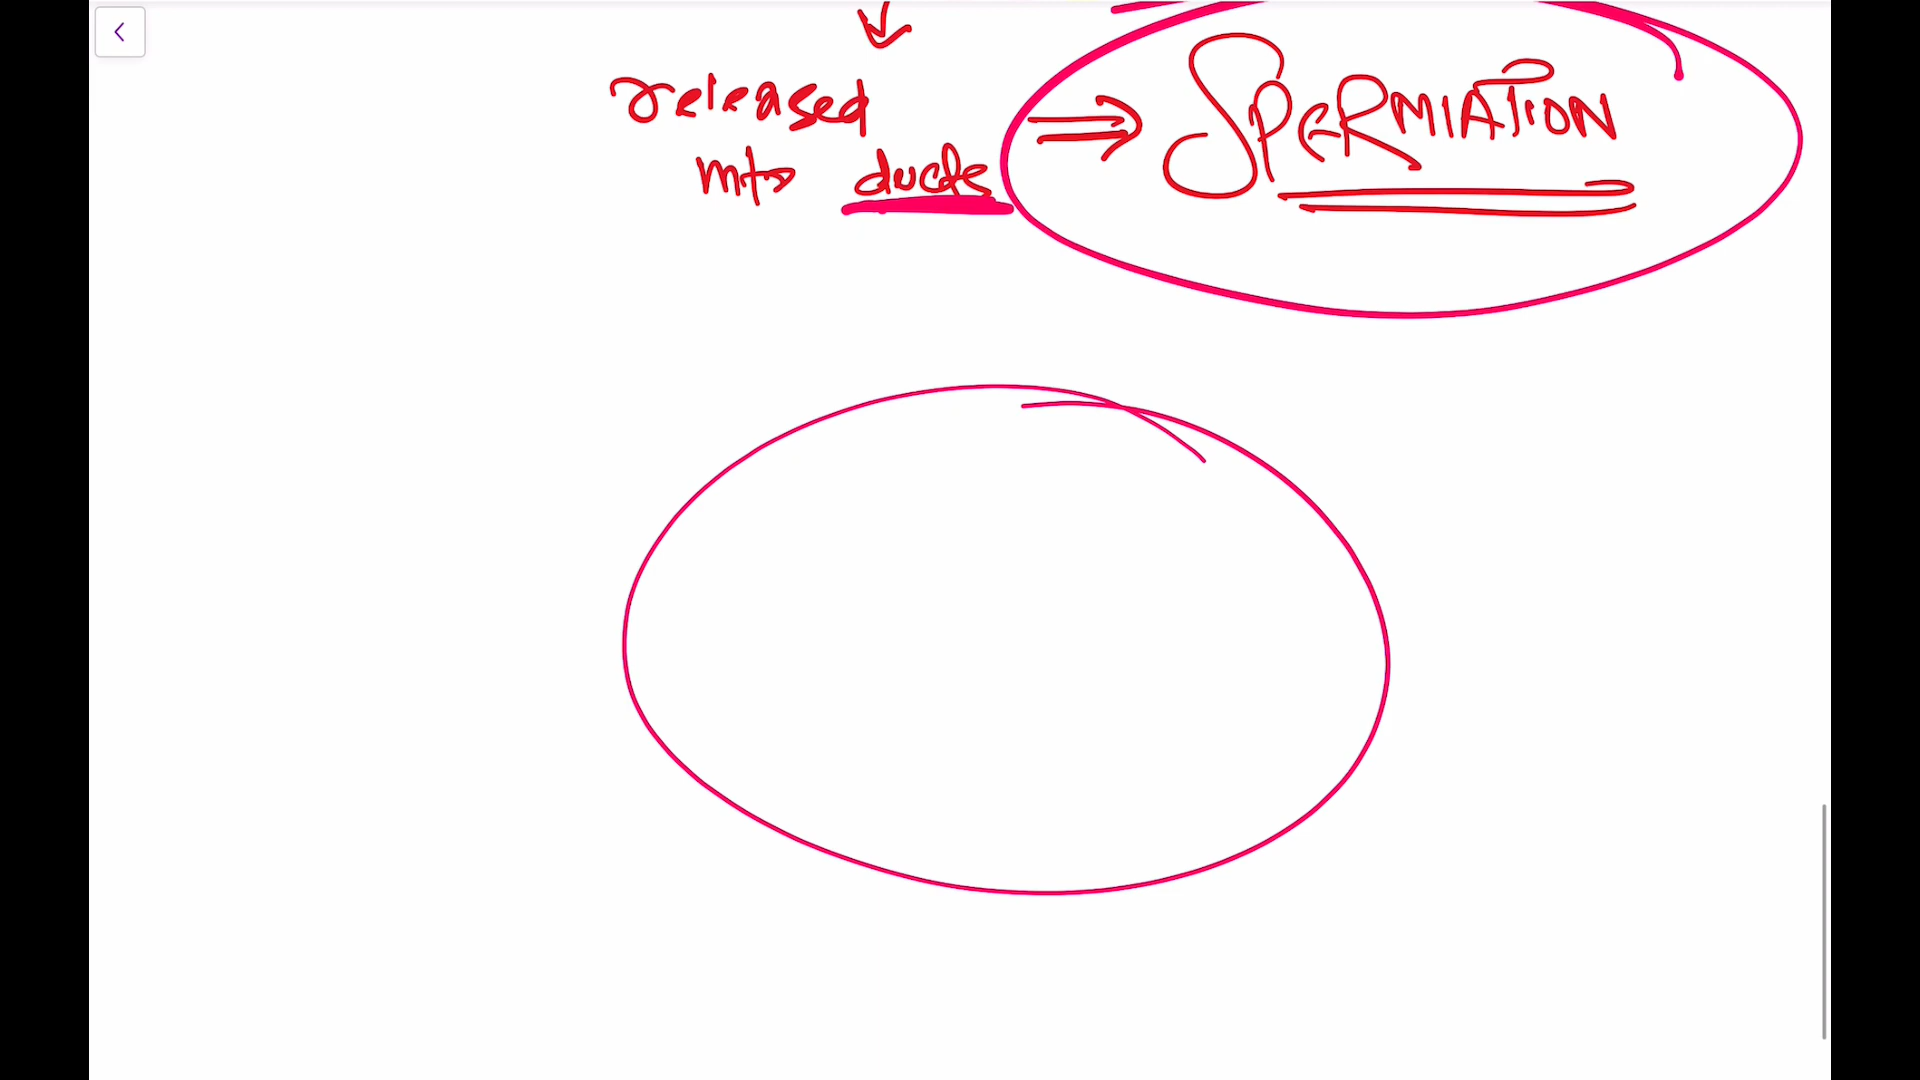 released
into ducts
⇒ SPERMIATION